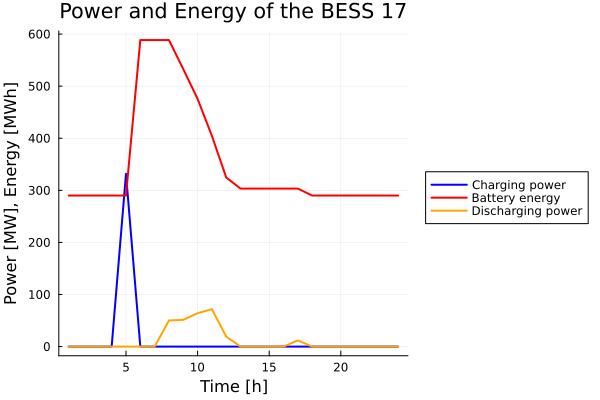 Power and Energy of the BESS 17
Power [MW], Energy [MWh]
600
500
400
300
200
100
0
5 10 15 20
Time [h]
Charging power
Battery energy
Discharging power